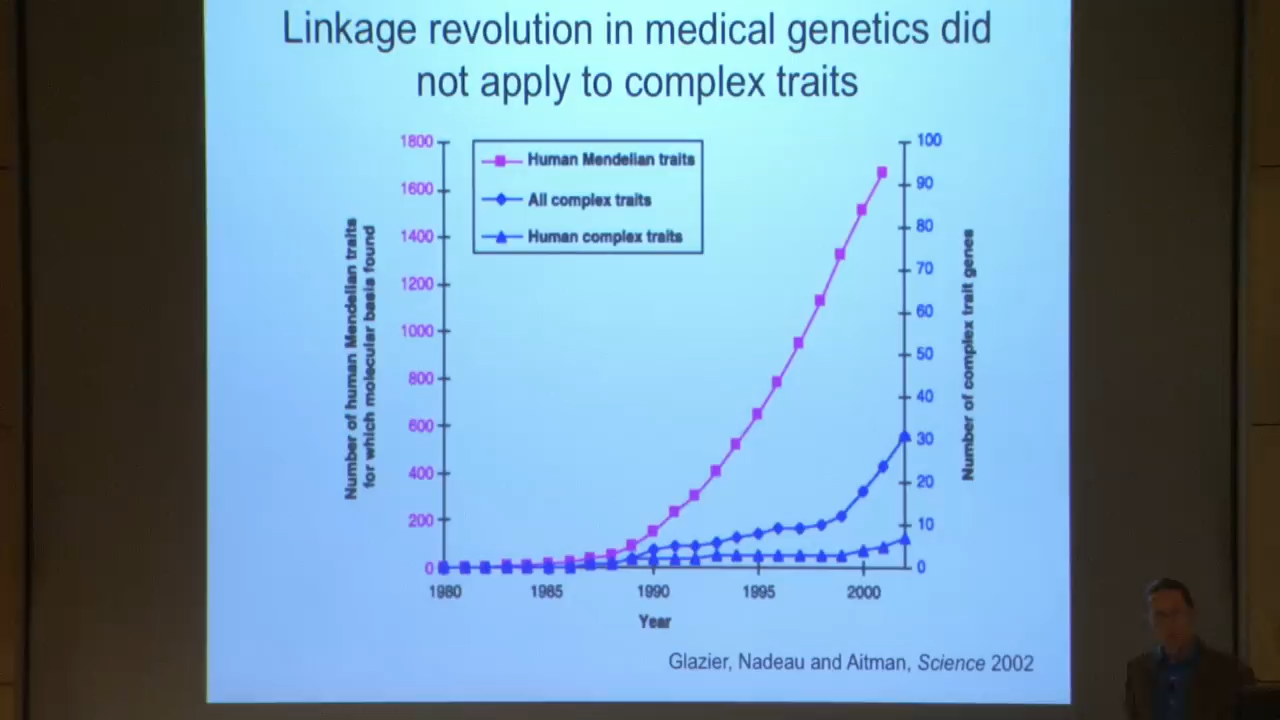 Linkage revolution in medical genetics did
not apply to complex traits
Number of human Mendelian traits
for which molecular basis found
1800
1600
1400
1200
1000
800
600
400
200
0
Human Mendelian traits
All complex traits
Human complex traits
100
90
80
70
60
50
40
30
20
10
0
Number of complex trait genes
1980
1985
1990
1995
2000
Year
Glazier, Nadeau and Aitman, Science 2002